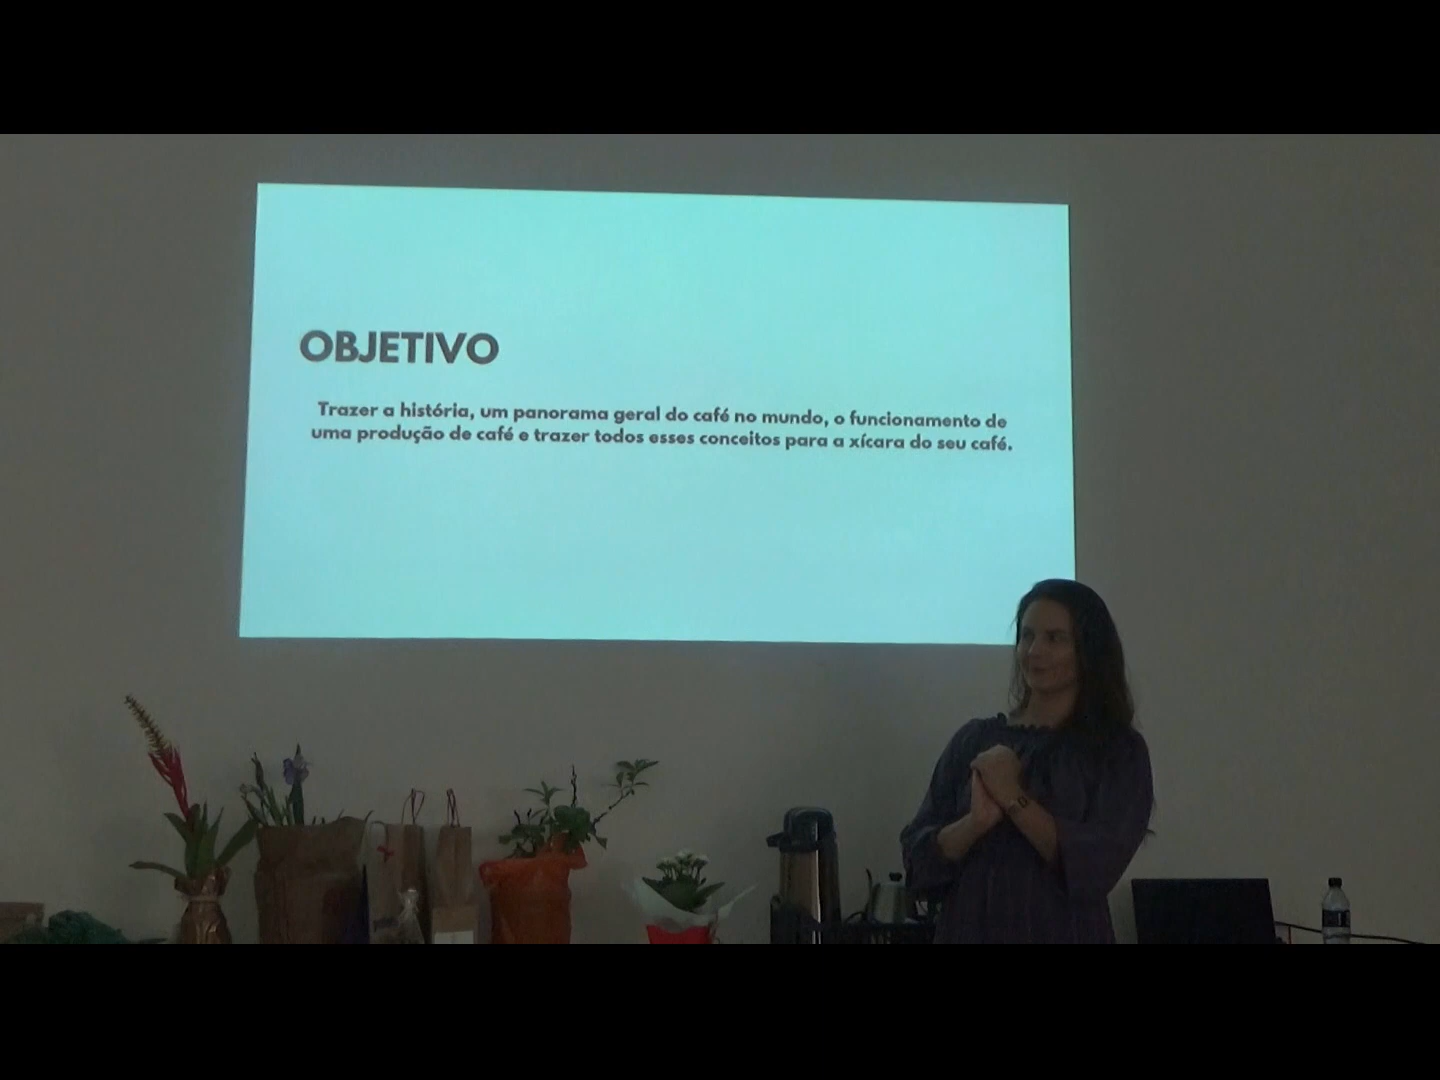 OBJETIVO
Trazer a história, um panorama geral do café no mundo, o funcionamento de
uma produção de café e trazer todos esses conceitos para a xícara do seu café.